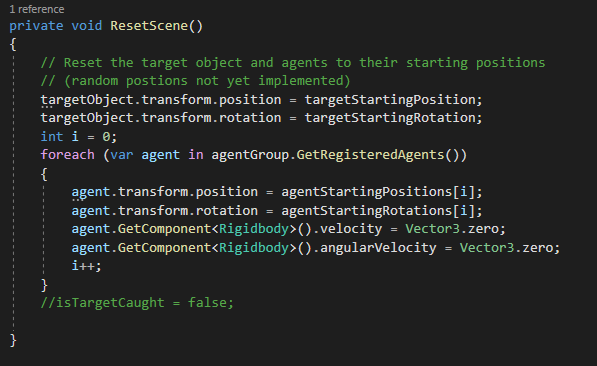 1 reference
private void ResetScene()
{
// Reset the target object and agents to their starting positions
// (random postions not yet implemented)
targetObject.transform.position = targetStartingPosition;
targetObject.transform.rotation = targetStartingRotation;
int i = 0;
foreach (var agent in agentGroup.GetRegisteredAgents())
{
agent.transform.position = agentStartingPositions[i];
agent.transform.rotation = agentStartingRotations[i];
agent.GetComponent<Rigidbody>().velocity = Vector3.zero;
agent.GetComponent<Rigidbody>().angularVelocity = Vector3.zero;
i++;
}
//isTargetCaught = false;
}